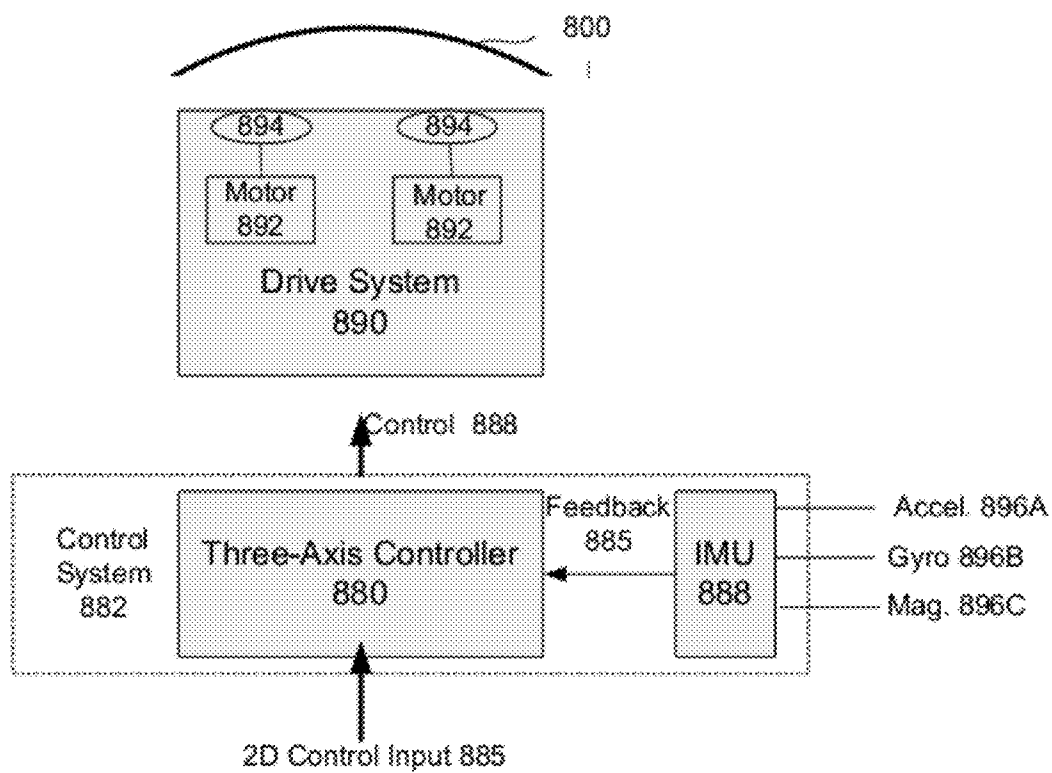 800
894 894
Motor 892 Motor 892
Drive System
890
Control 888
Control System 882
Three-Axis Controller
880
Feedback
885
IMU
888
Accel. 896A
Gyro 896B
Mag. 896C
2D Control Input 885